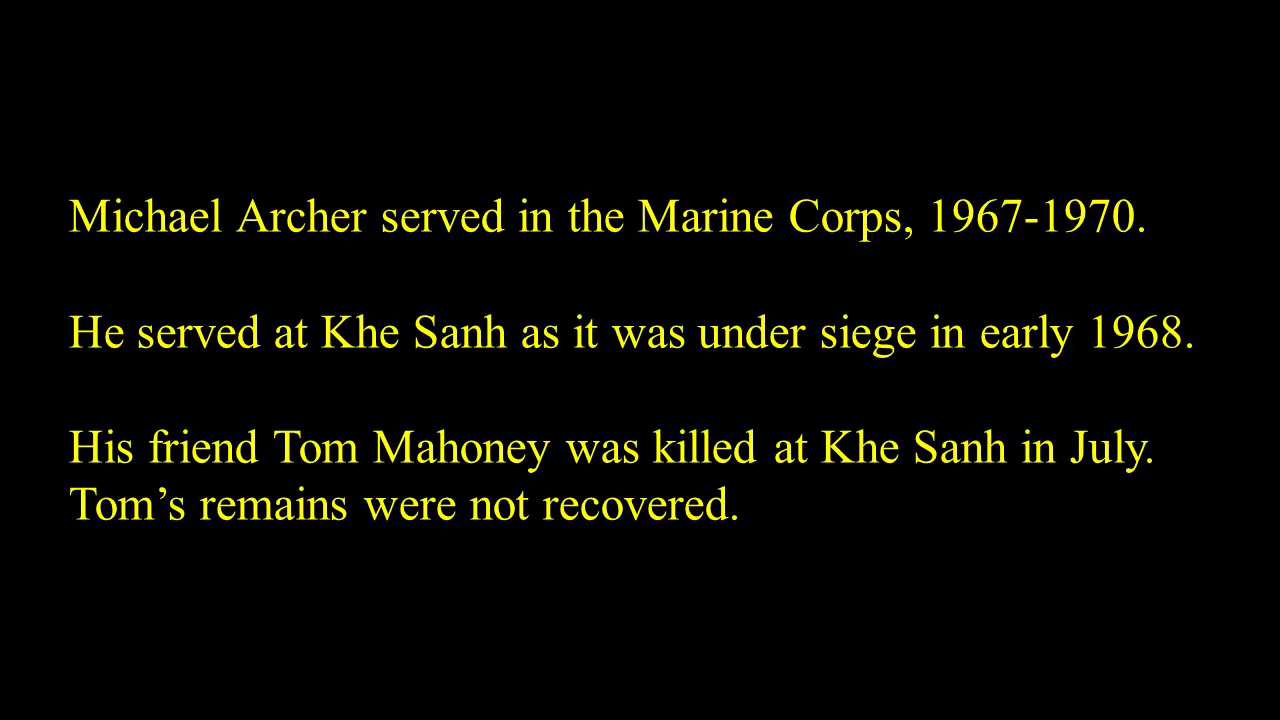 Michael Archer served in the Marine Corps, 1967-1970.
He served at Khe Sanh as it was under siege in early 1968.
His friend Tom Mahoney was killed at Khe Sanh in July.
Tom’s remains were not recovered.